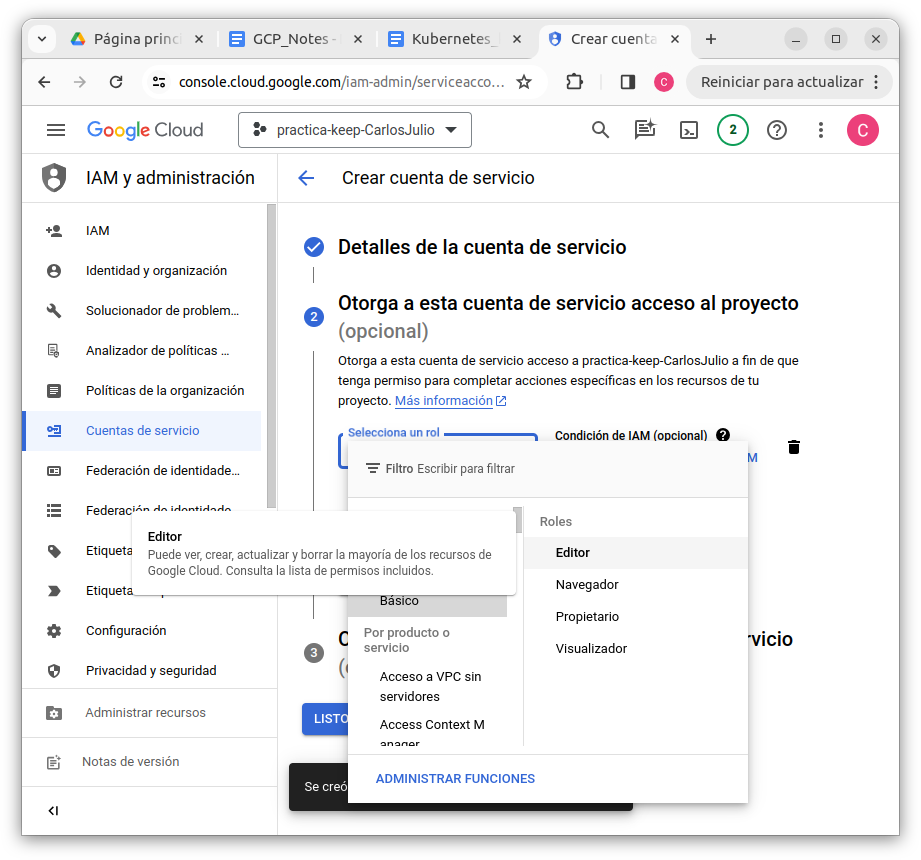 Página princ
GCP_Notes -
Kubernetes_
Crear cuenta
console.cloud.google.com/iam-admin/serviceacco...
C
Reiniciar para actualizar
Google Cloud
practica-keep-CarlosJulio
2
C
IAM y administración
Crear cuenta de servicio
IAM
Identidad y organización
Solucionador de problem...
Analizador de políticas ...
Políticas de la organización
Cuentas de servicio
Federación de identidade...
Federación de identidade
Etiqueta
Etiqueta
Configuración
Privacidad y seguridad
Administrar recursos
Notas de versión
Detalles de la cuenta de servicio
2
Otorga a esta cuenta de servicio acceso al proyecto
(opcional)
Otorga a esta cuenta de servicio acceso a practica-keep-CarlosJulio a fin de que
tenga permiso para completar acciones específicas en los recursos de tu
proyecto. Más información
Selecciona un rol
Condición de IAM (opcional)
M
Filtro Escribir para filtrar
Editor
Puede ver, crear, actualizar y borrar la mayoría de los recursos de
Google Cloud. Consulta la lista de permisos incluidos.
Básico
Por producto o
servicio
Acceso a VPC sin
servidores
Access Context M
anager
Roles
Editor
Navegador
Propietario
Visualizador
ADMINISTRAR FUNCIONES
3
rvicio
LISTO
Se creó